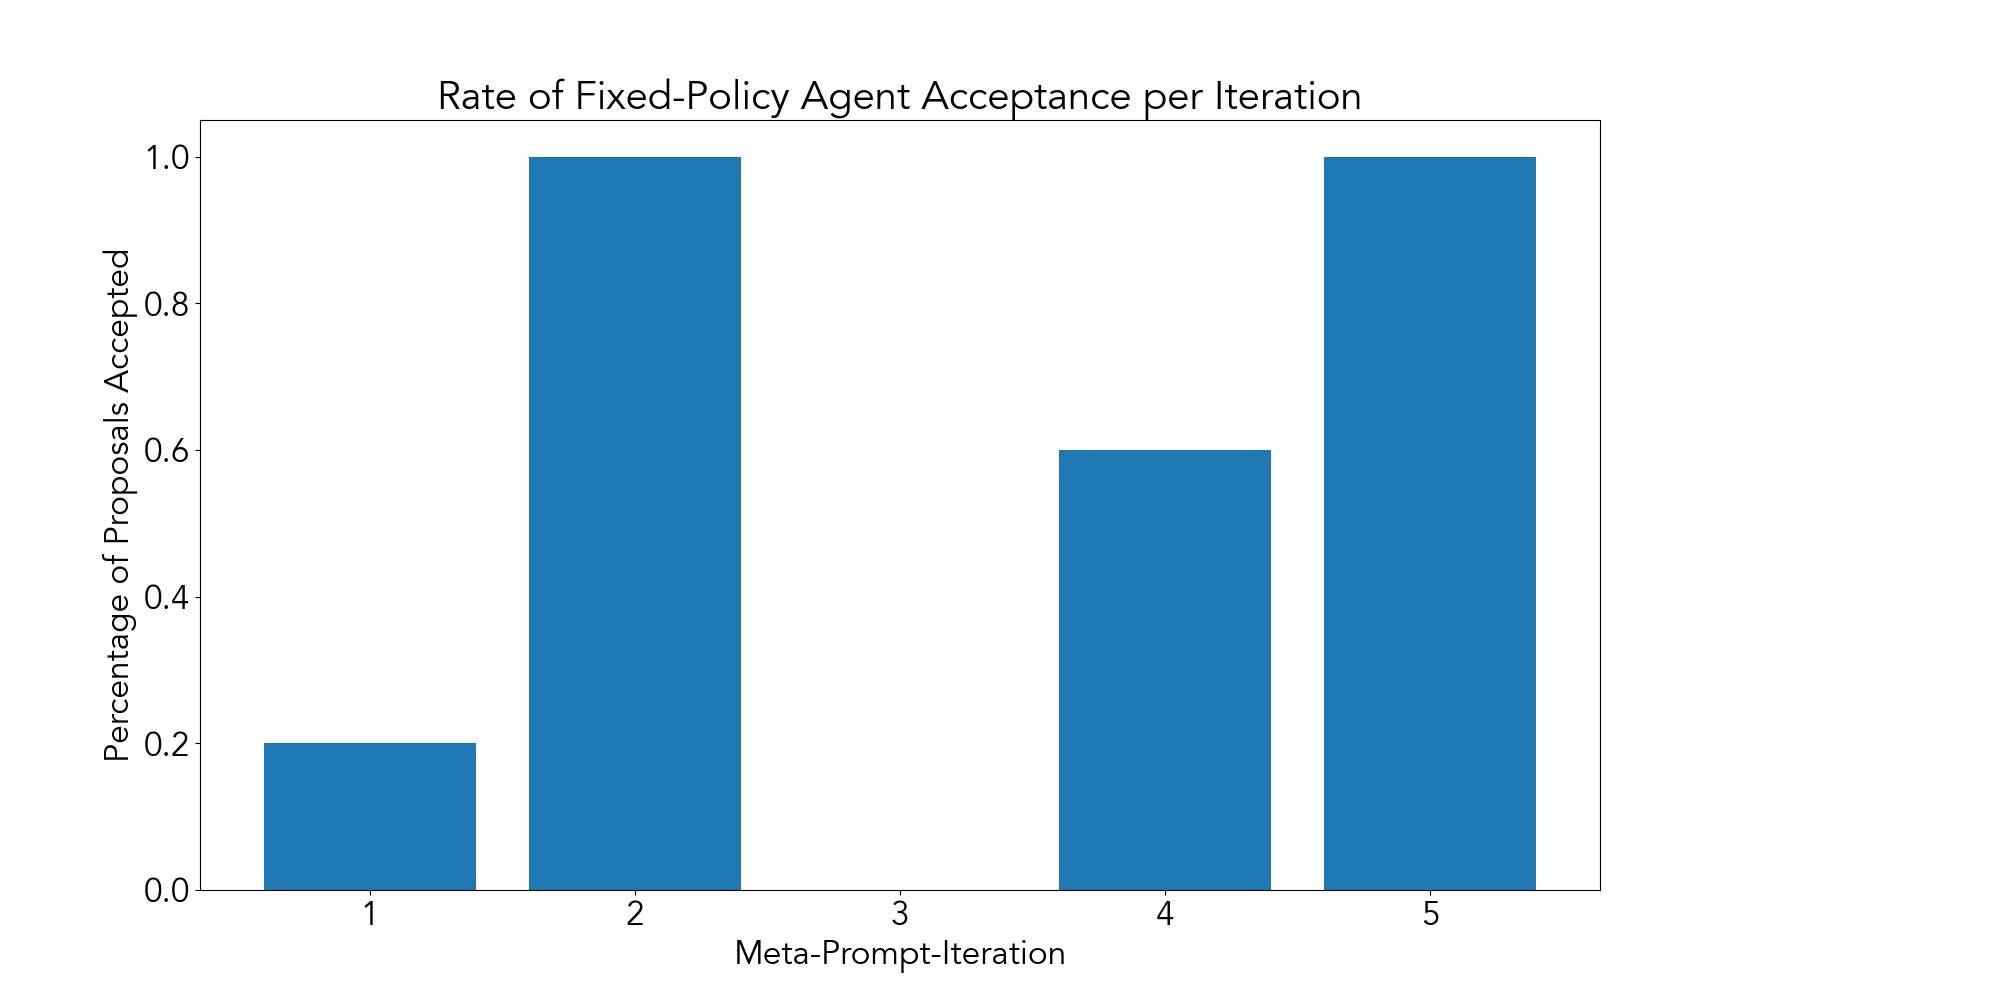 Rate of Fixed-Policy Agent Acceptance per Iteration
Percentage of Proposals Accepted
1.0
0.8
0.6
0.4
0.2
0.0
1 2 3 4 5
Meta-Prompt-Iteration